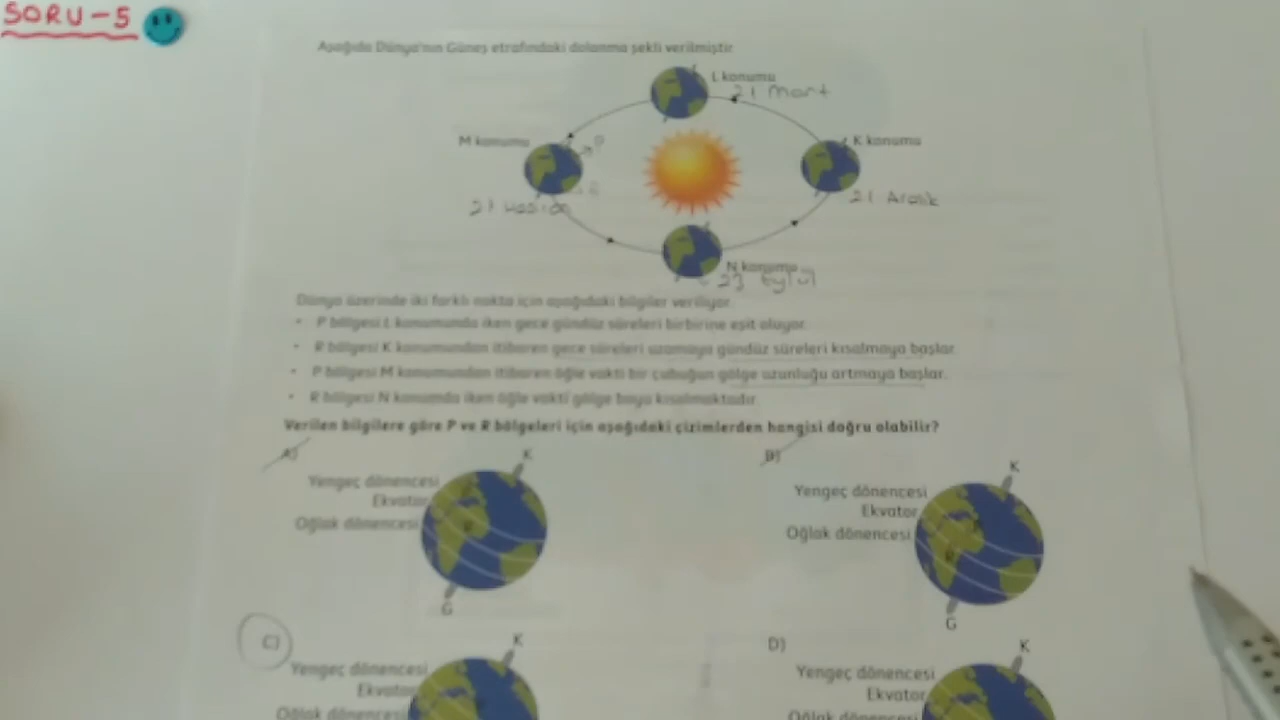 SORU-5
Aşağıda Dünya'nın Güneş etrafındaki dolanma şekli verilmiştir
L konumu
21 Mart
M konumu
K konumu
P
21 Aralık
21
N konumu
23 Eylül
Dünya üzerinde iki farklı nokta için aşağıdaki bilgiler veriliyor.
• P bölgesi L konumunda iken gece gündüz süreleri birbirine eşit oluyor.
• R bölgesi K konumundan itibaren gece süreleri uzamaya gündüz süreleri kısalmaya başlar.
• P bölgesi M konumundan itibaren öğle vakti bir çubuğun gölge uzunluğu artmaya başlar.
• R bölgesi N konumda iken öğle vakti gölge boyu kısalmaktadır
Verilen bilgilere göre P ve R bölgeleri için aşağıdaki çizimlerden hangisi doğru olabilir?
A)
K
Yengeç dönencesi
Ekvator
Oğlak dönencesi
G
B)
K
Yengeç dönencesi
Ekvator
Oğlak dönencesi
G
C)
K
Yengeç dönencesi
Ekvator
Oğlak dönencesi
D)
K
Yengeç dönencesi
Ekvator
Oğlak dönencesi